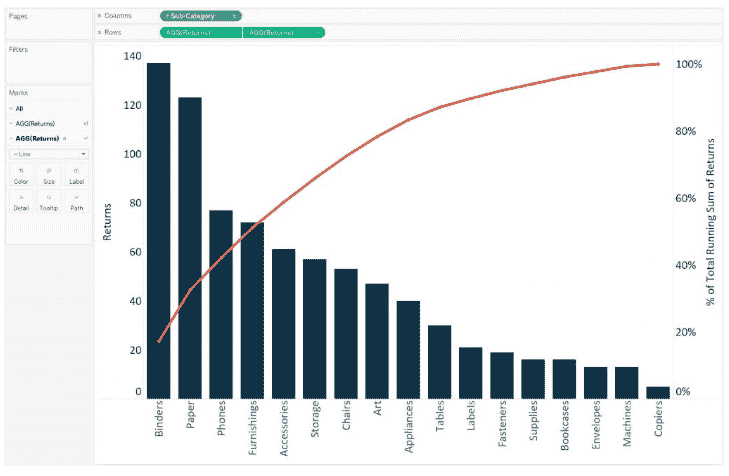 Pages
Columns
Sub-Category
Rows
AGG(Returns)
AGG(Returns)
Filters
Marks
All
AGG(Returns)
AGG(Returns)
Line
Color
Size
Label
Detail
Tooltip
Path
Returns
140
120
100
80
60
40
20
0
100%
80%
60%
40%
20%
0%
% of Total Running Sum of Returns
Binders
Paper
Phones
Furnishings
Accessories
Storage
Chairs
Art
Appliances
Tables
Labels
Fasteners
Supplies
Bookcases
Envelopes
Machines
Copiers